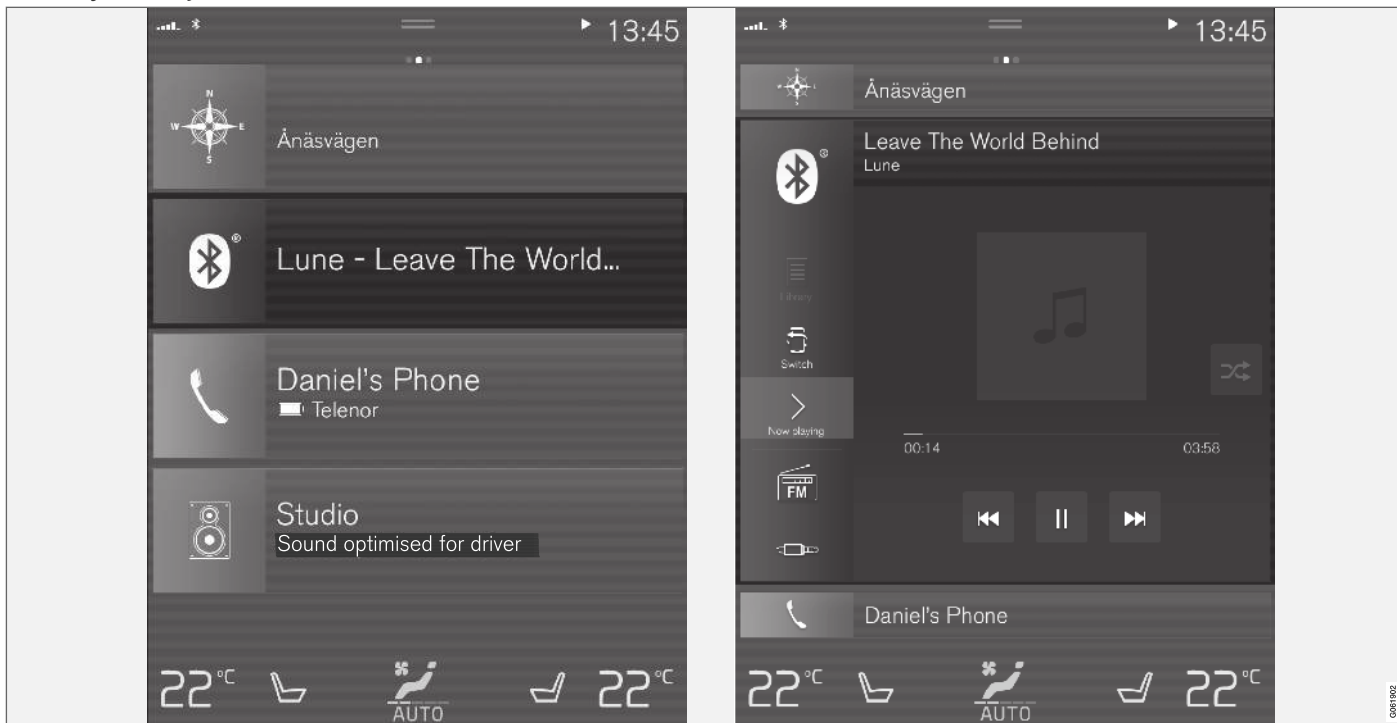 13:45
N
W
E
S
Ånäsvägen
®
Lune - Leave The World...
Daniel's Phone
Telenor
Studio
Sound optimised for driver
22°C
AUTO
22°C
13:45
Ånäsvägen
®
Leave The World Behind
Lune
Library
Switch
Now playing
00:14
03:58
FM
Daniel's Phone
22°C
AUTO
22°C
G061902